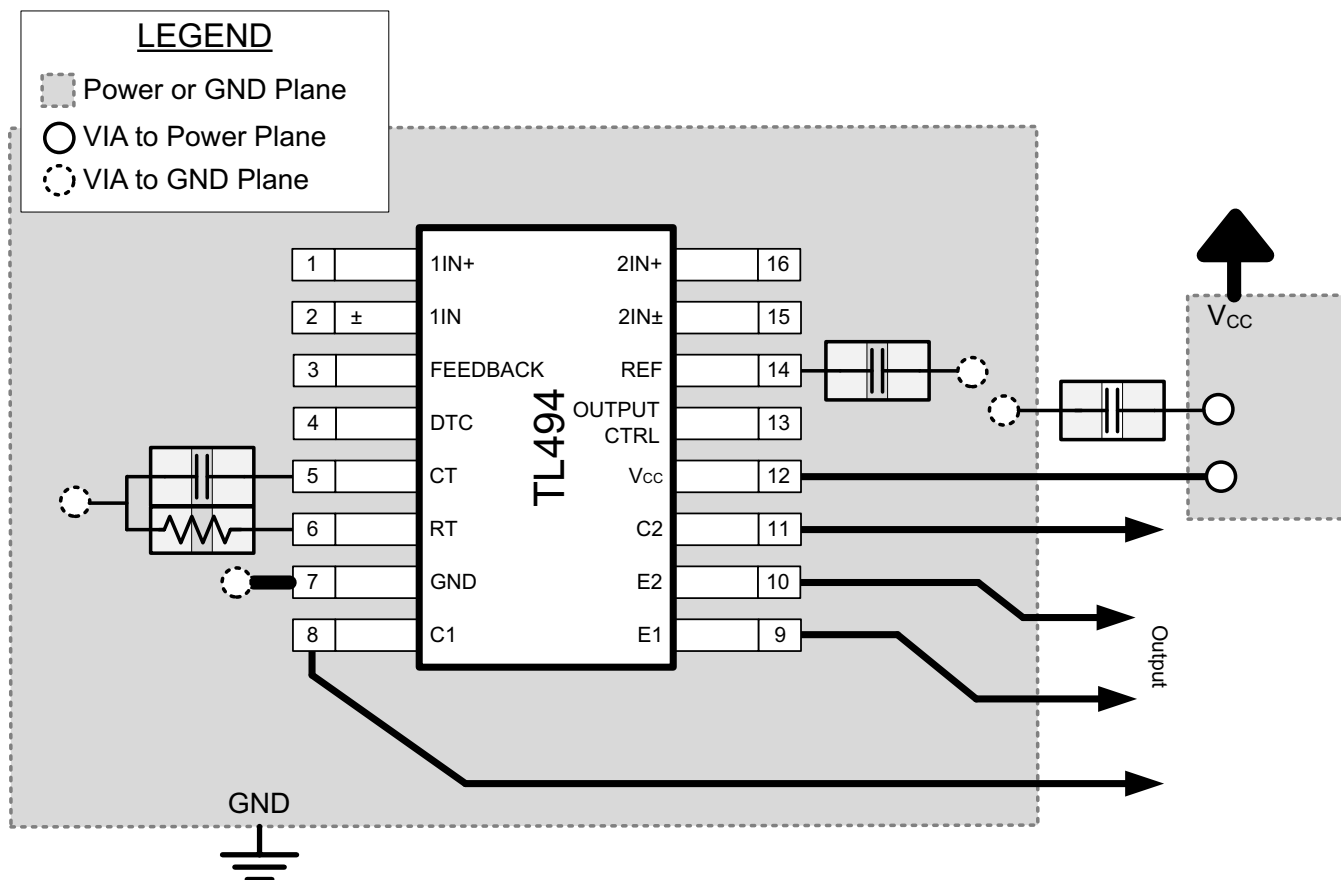 LEGEND
Power or GND Plane
VIA to Power Plane
VIA to GND Plane
1 1IN+ 2IN+ 16
2 ± 1IN 2IN± 15
3 FEEDBACK REF 14
4 DTC OUTPUT CTRL 13
5 CT VCC 12
6 RT C2 11
7 GND E2 10
8 C1 E1 9
TL494
VCC
Output
GND